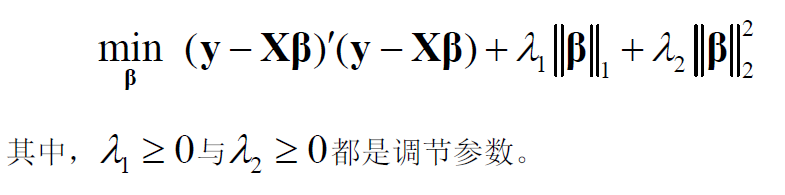 min_β (y − Xβ)′(y − Xβ) + λ₁‖β‖₁ + λ₂‖β‖₂²
其中，λ₁ ≥ 0与λ₂ ≥ 0都是调节参数。